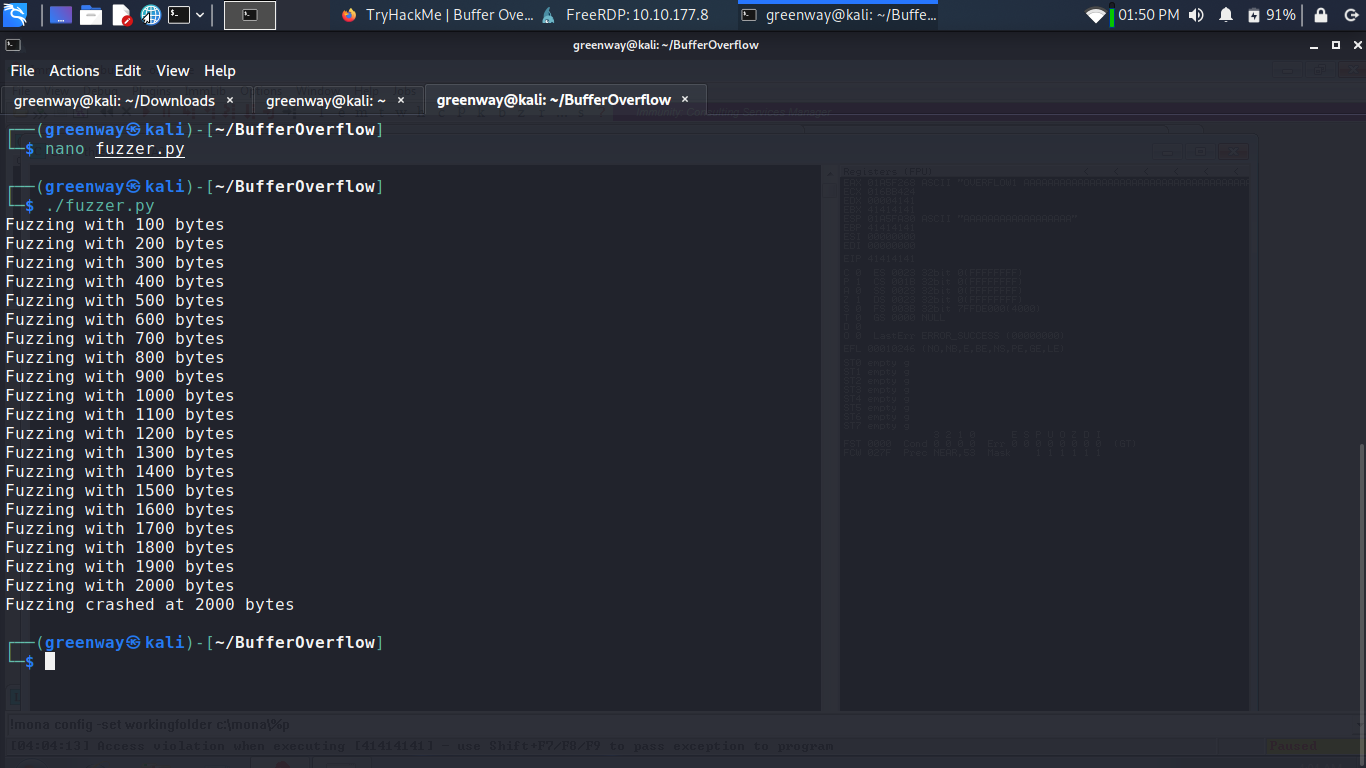 TryHackMe | Buffer Ove...
FreeRDP: 10.10.177.8
greenway@kali: ~/Buffe...
01:50 PM
91%
greenway@kali: ~/BufferOverflow
File Actions Edit View Help
greenway@kali: ~/Downloads ×
greenway@kali: ~ ×
greenway@kali: ~/BufferOverflow ×
┌──(greenway㉿kali)-[~/BufferOverflow]
└─$ nano fuzzer.py
┌──(greenway㉿kali)-[~/BufferOverflow]
└─$ ./fuzzer.py
Fuzzing with 100 bytes
Fuzzing with 200 bytes
Fuzzing with 300 bytes
Fuzzing with 400 bytes
Fuzzing with 500 bytes
Fuzzing with 600 bytes
Fuzzing with 700 bytes
Fuzzing with 800 bytes
Fuzzing with 900 bytes
Fuzzing with 1000 bytes
Fuzzing with 1100 bytes
Fuzzing with 1200 bytes
Fuzzing with 1300 bytes
Fuzzing with 1400 bytes
Fuzzing with 1500 bytes
Fuzzing with 1600 bytes
Fuzzing with 1700 bytes
Fuzzing with 1800 bytes
Fuzzing with 1900 bytes
Fuzzing with 2000 bytes
Fuzzing crashed at 2000 bytes
┌──(greenway㉿kali)-[~/BufferOverflow]
└─$
Registers (FPU)
EIP 41414141
!mona config -set workingfolder c:\mona\%p
[04:04:13] Access violation when executing [41414141] - use Shift+F7/F8/F9 to pass exception to program
Paused